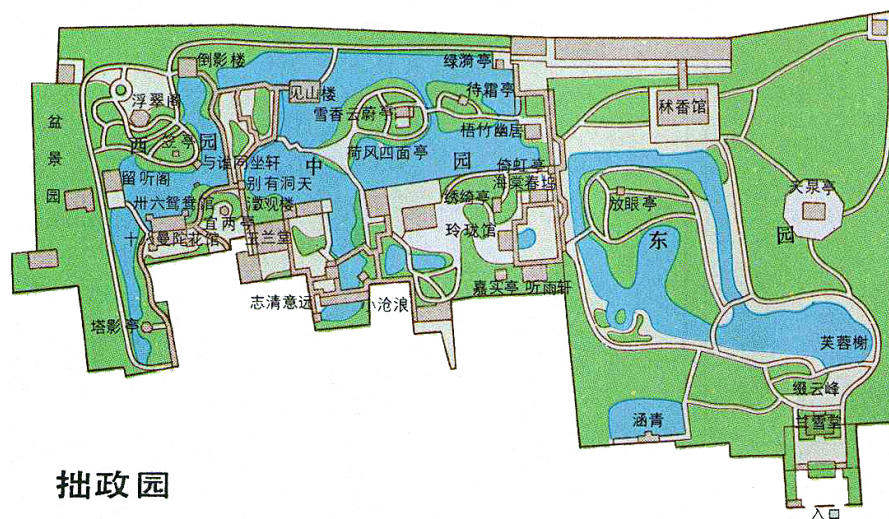 倒影楼
绿漪亭
见山楼
待霜亭
浮翠阁
雪香云蔚亭
秫香馆
梧竹幽居
盆景园
西园
笠亭
与谁同坐轩
中园
荷风四面亭
倚虹亭
留听阁
别有洞天
海棠春坞
卅六鸳鸯馆
澂观楼
绣绮亭
放眼亭
天泉亭
宜两亭
十八曼陀花馆
玉兰堂
玲珑馆
东园
志清意远
小沧浪
嘉实亭
听雨轩
塔影亭
芙蓉榭
缀云峰
涵青
兰雪堂
拙政园
入口